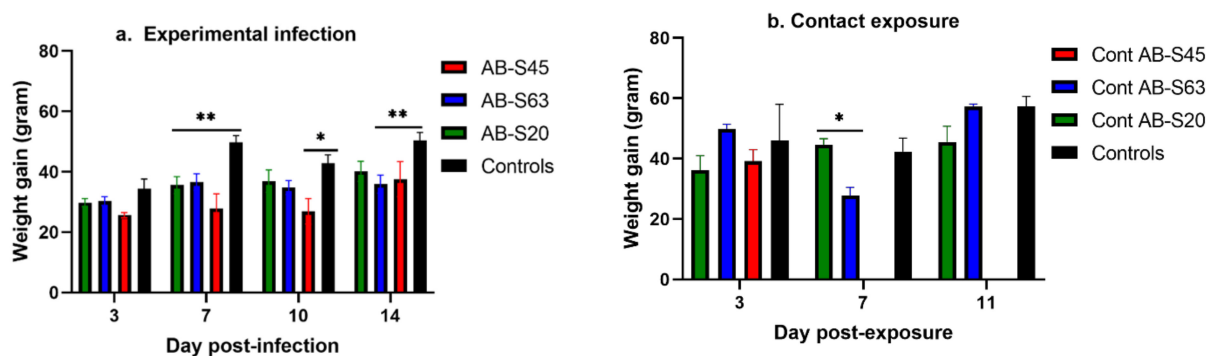 a. Experimental infection
Weight gain (gram)
80
60
40
20
0
**
*
**
3 7 10 14
Day post-infection
AB-S45
AB-S63
AB-S20
Controls
b. Contact exposure
Weight gain (gram)
80
60
40
20
0
*
3 7 11
Day post-exposure
Cont AB-S45
Cont AB-S63
Cont AB-S20
Controls